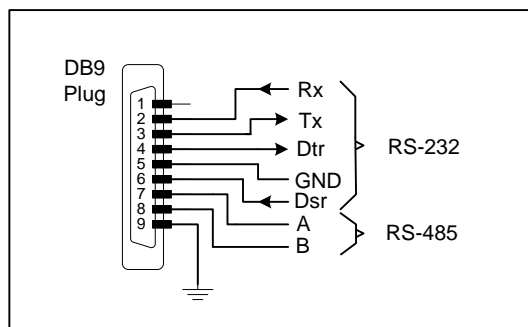 DB9
Plug
1
2
3
4
5
6
7
8
9
Rx
Tx
Dtr
GND
Dsr
A
B
RS-232
RS-485